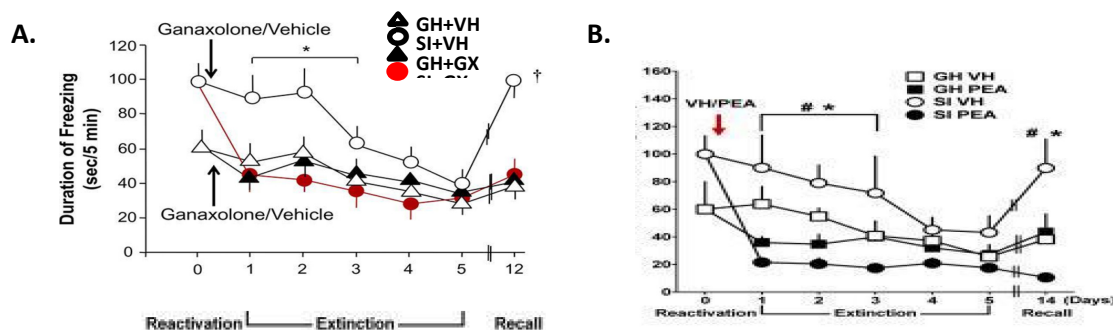 A.
Ganaxolone/Vehicle
GH+VH
SI+VH
GH+GX
*
†
120
100
80
60
40
20
0
Duration of Freezing
(sec/5 min)
Ganaxolone/Vehicle
0 1 2 3 4 5 12
Reactivation Extinction Recall
B.
160
140
120
100
80
60
40
20
0
GH VH
GH PEA
SI VH
SI PEA
VH/PEA
# *
# *
0 1 2 3 4 5 14 (Days)
Reactivation Extinction Recall